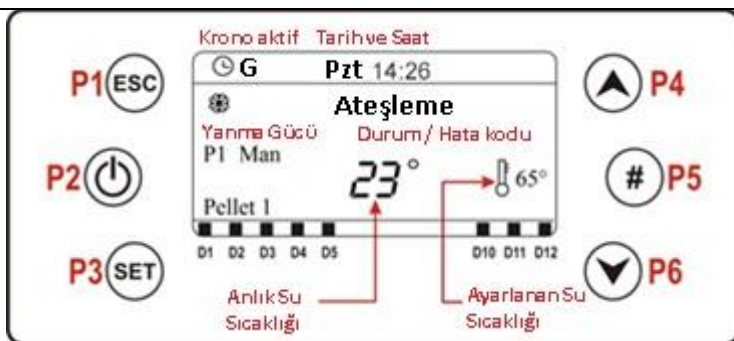 Krono aktif Tarih ve Saat
G Pzt 14:26
P1 ESC
P4
Ateşleme
Yanma Gücü Durum / Hata kodu
P1 Man
P2
23° 65°
# P5
Pellet 1
D1 D2 D3 D4 D5 D10 D11 D12
P3 SET
P6
Anlık Su Sıcaklığı
Ayarlanan Su Sıcaklığı